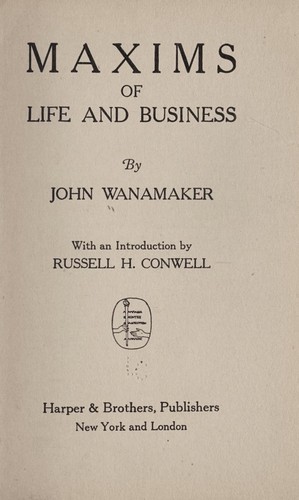 MAXIMS
OF
LIFE AND BUSINESS
By
JOHN WANAMAKER
With an Introduction by
RUSSELL H. CONWELL
Harper & Brothers, Publishers
New York and London